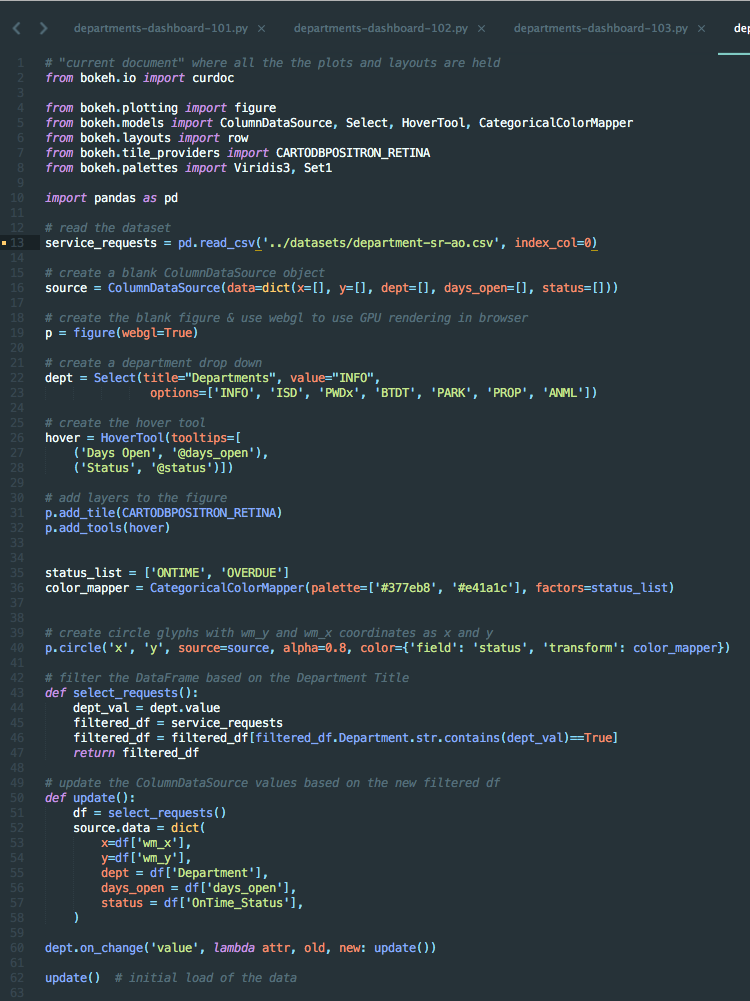 departments-dashboard-101.py × departments-dashboard-102.py × departments-dashboard-103.py × dep
1 # "current document" where all the the plots and layouts are held
2 from bokeh.io import curdoc
3
4 from bokeh.plotting import figure
5 from bokeh.models import ColumnDataSource, Select, HoverTool, CategoricalColorMapper
6 from bokeh.layouts import row
7 from bokeh.tile_providers import CARTODBPOSITRON_RETINA
8 from bokeh.palettes import Viridis3, Set1
9
10 import pandas as pd
11
12 # read the dataset
13 service_requests = pd.read_csv('../datasets/department-sr-ao.csv', index_col=0)
14
15 # create a blank ColumnDataSource object
16 source = ColumnDataSource(data=dict(x=[], y=[], dept=[], days_open=[], status=[]))
17
18 # create the blank figure & use webgl to use GPU rendering in browser
19 p = figure(webgl=True)
20
21 # create a department drop down
22 dept = Select(title="Departments", value="INFO",
23 options=['INFO', 'ISD', 'PWDx', 'BTDT', 'PARK', 'PROP', 'ANML'])
24
25 # create the hover tool
26 hover = HoverTool(tooltips=[
27 ('Days Open', '@days_open'),
28 ('Status', '@status')])
29
30 # add layers to the figure
31 p.add_tile(CARTODBPOSITRON_RETINA)
32 p.add_tools(hover)
33
34
35 status_list = ['ONTIME', 'OVERDUE']
36 color_mapper = CategoricalColorMapper(palette=['#377eb8', '#e41a1c'], factors=status_list)
37
38
39 # create circle glyphs with wm_y and wm_x coordinates as x and y
40 p.circle('x', 'y', source=source, alpha=0.8, color={'field': 'status', 'transform': color_mapper})
41
42 # filter the DataFrame based on the Department Title
43 def select_requests():
44 dept_val = dept.value
45 filtered_df = service_requests
46 filtered_df = filtered_df[filtered_df.Department.str.contains(dept_val)==True]
47 return filtered_df
48
49 # update the ColumnDataSource values based on the new filtered df
50 def update():
51 df = select_requests()
52 source.data = dict(
53 x=df['wm_x'],
54 y=df['wm_y'],
55 dept = df['Department'],
56 days_open = df['days_open'],
57 status = df['OnTime_Status'],
58 )
59
60 dept.on_change('value', lambda attr, old, new: update())
61
62 update() # initial load of the data
63